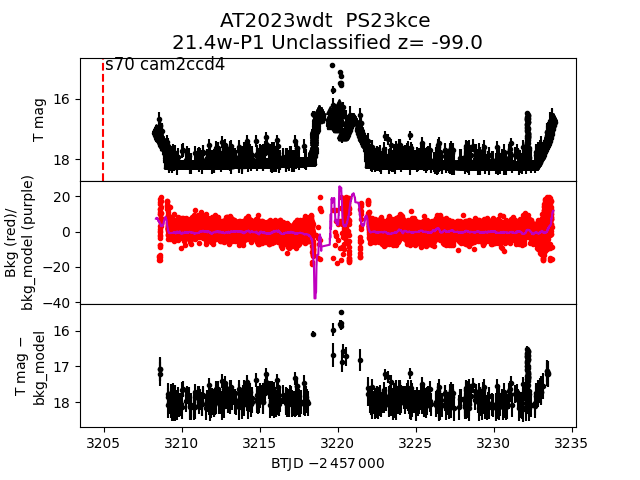 AT2023wdt  PS23kce
21.4w-P1 Unclassified z= -99.0
s70 cam2ccd4
T mag
16
18
Bkg (red)/
bkg_model (purple)
20
0
−20
−40
T mag −
bkg_model
16
17
18
3205 3210 3215 3220 3225 3230 3235
BTJD −2 457 000